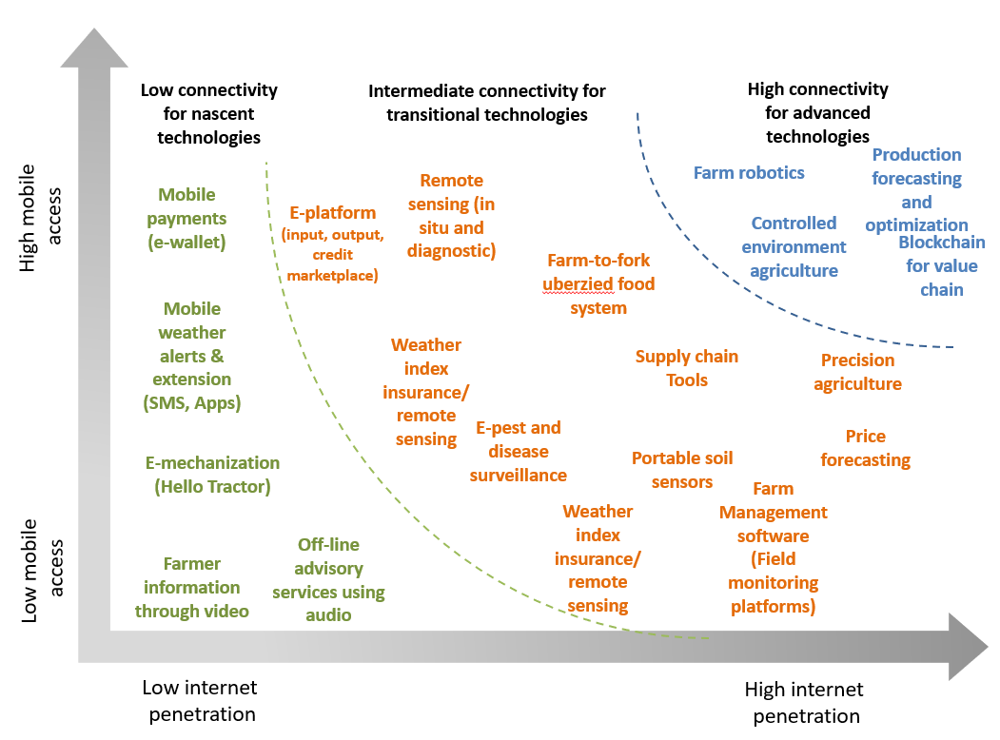 High mobile
access
Low mobile
access
Low connectivity
for nascent
technologies
Intermediate connectivity for
transitional technologies
High connectivity
for advanced
technologies
Mobile
payments
(e-wallet)
Mobile
weather
alerts &
extension
(SMS, Apps)
E-mechanization
(Hello Tractor)
Farmer
information
through video
Off-line
advisory
services using
audio
E-platform
(input, output,
credit
marketplace)
Remote
sensing (in
situ and
diagnostic)
Farm-to-fork
uberzied food
system
Weather
index
insurance/
remote
sensing
E-pest and
disease
surveillance
Supply chain
Tools
Precision
agriculture
Portable soil
sensors
Price
forecasting
Weather
index
insurance/
remote
sensing
Farm
Management
software
(Field
monitoring
platforms)
Farm robotics
Production
forecasting
and
optimization
Controlled
environment
agriculture
Blockchain
for value
chain
Low internet
penetration
High internet
penetration